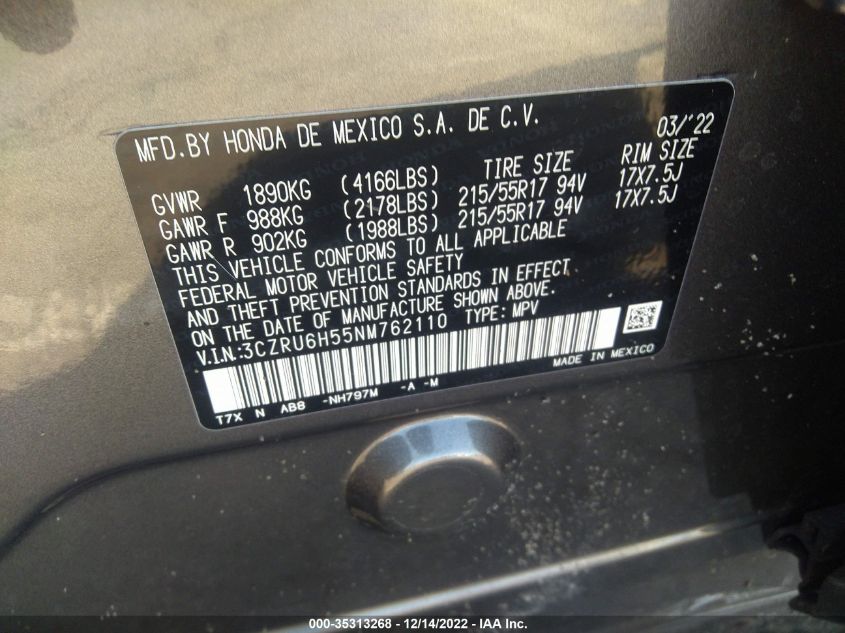 MFD.BY HONDA DE MEXICO S.A. DE C.V. 03/'22
TIRE SIZE RIM SIZE
GVWR 1890KG (4166LBS) 215/55R17 94V 17X7.5J
GAWR F 988KG (2178LBS) 215/55R17 94V 17X7.5J
GAWR R 902KG (1988LBS)
THIS VEHICLE CONFORMS TO ALL APPLICABLE
FEDERAL MOTOR VEHICLE SAFETY
AND THEFT PREVENTION STANDARDS IN EFFECT
ON THE DATE OF MANUFACTURE SHOWN ABOVE.
V.I.N:3CZRU6H55NM762110 TYPE: MPV
MADE IN MEXICO
T7X N AB8 -NH797M -A -M
000-35313268 - 12/14/2022 - IAA Inc.